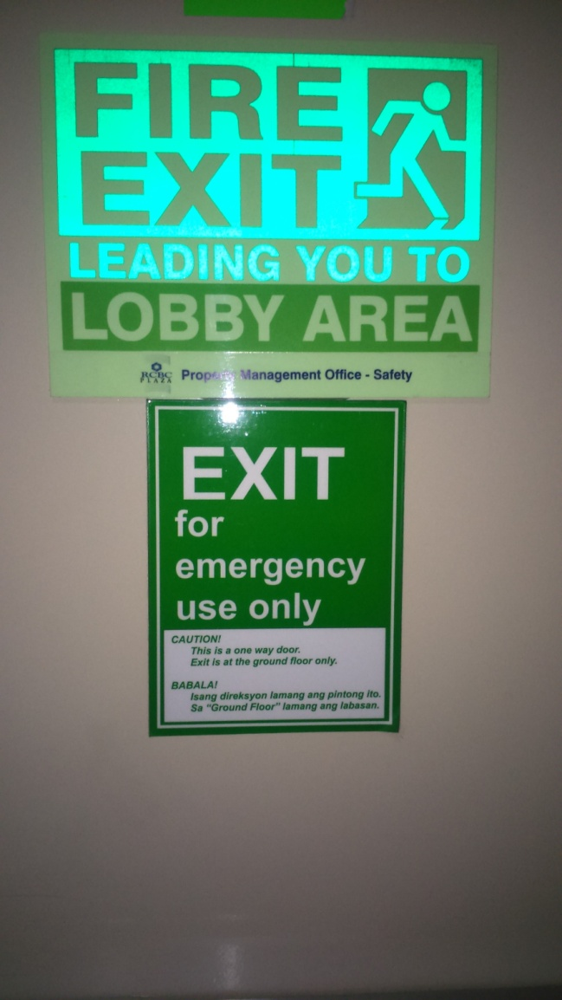 FIRE
EXIT
LEADING YOU TO
LOBBY AREA
RCBC
PLAZA
Property Management Office - Safety
EXIT
for
emergency
use only
CAUTION!
This is a one way door.
Exit is at the ground floor only.
BABALA!
Isang direksyon lamang ang pintong ito.
Sa "Ground Floor" lamang ang labasan.